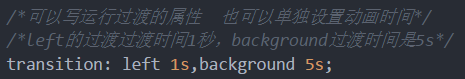 /*可以写运行过渡的属性  也可以单独设置动画时间*/
/*left的过渡过渡时间1秒，background过渡时间是5s*/
transition: left 1s,background 5s;